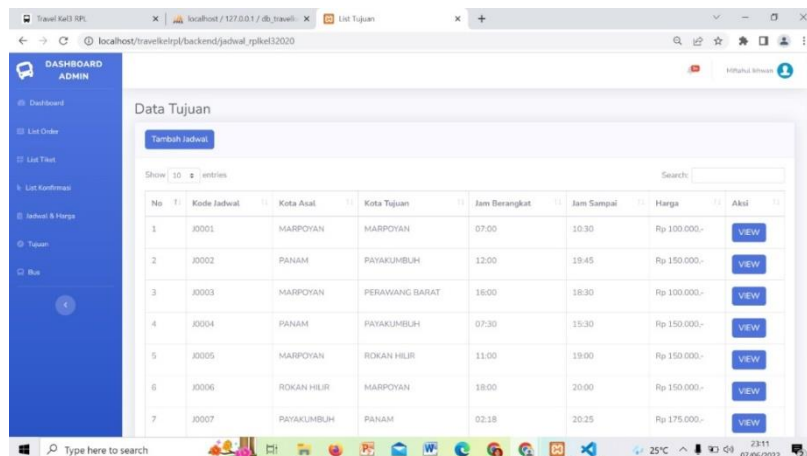 Travel Kel3 RPL
localhost / 127.0.0.1 / db_travel
List Tujuan
localhost/travelkelrpl/backend/jadwal_rplkel32020
DASHBOARD ADMIN
Miftahul Ikhwan
Dashboard
List Order
List Tiket
List Konfirmasi
Jadwal & Harga
Tujuan
Bus
Data Tujuan
Tambah Jadwal
Show 10 entries
Search:
No Kode Jadwal Kota Asal Kota Tujuan Jam Berangkat Jam Sampai Harga Aksi
1 J0001 MARPOYAN MARPOYAN 07:00 10:30 Rp 100.000,- VIEW
2 J0002 PANAM PAYAKUMBUH 12:00 19:45 Rp 150.000,- VIEW
3 J0003 MARPOYAN PERAWANG BARAT 16:00 18:30 Rp 100.000,- VIEW
4 J0004 PANAM PAYAKUMBUH 07:30 15:30 Rp 150.000,- VIEW
5 J0005 MARPOYAN ROKAN HILIR 11:00 19:00 Rp 150.000,- VIEW
6 J0006 ROKAN HILIR MARPOYAN 18:00 20:00 Rp 150.000,- VIEW
7 J0007 PAYAKUMBUH PANAM 02:18 20:25 Rp 175.000,- VIEW
Type here to search
25°C
23:11